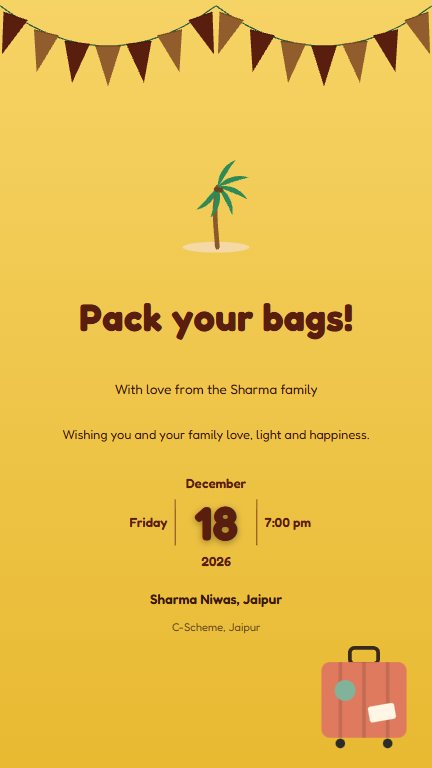 Pack your bags!
With love from the Sharma family
Wishing you and your family love, light and happiness.
December
Friday 18 7:00 pm
2026
Sharma Niwas, Jaipur
C-Scheme, Jaipur